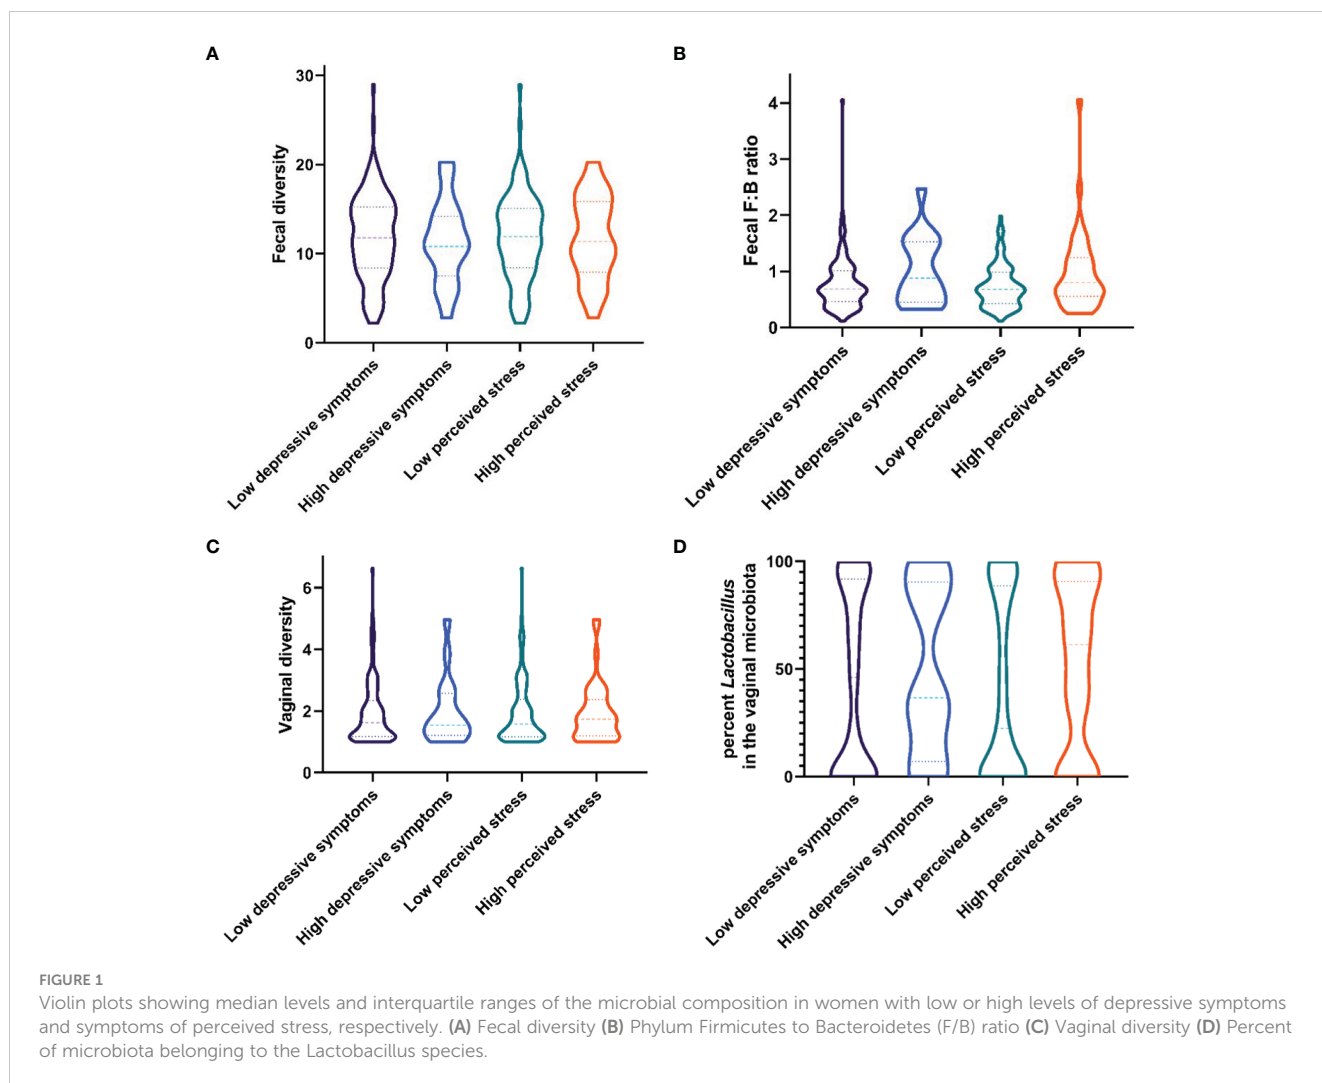 A
Fecal diversity
30
20
10
0
Low depressive symptoms
High depressive symptoms
Low perceived stress
High perceived stress
B
Fecal F:B ratio
4
3
2
1
0
Low depressive symptoms
High depressive symptoms
Low perceived stress
High perceived stress
C
Vaginal diversity
6
4
2
0
Low depressive symptoms
High depressive symptoms
Low perceived stress
High perceived stress
D
percent Lactobacillus
in the vaginal microbiota
100
50
0
Low depressive symptoms
High depressive symptoms
Low perceived stress
High perceived stress
FIGURE 1
Violin plots showing median levels and interquartile ranges of the microbial composition in women with low or high levels of depressive symptoms
and symptoms of perceived stress, respectively. (A) Fecal diversity (B) Phylum Firmicutes to Bacteroidetes (F/B) ratio (C) Vaginal diversity (D) Percent
of microbiota belonging to the Lactobacillus species.